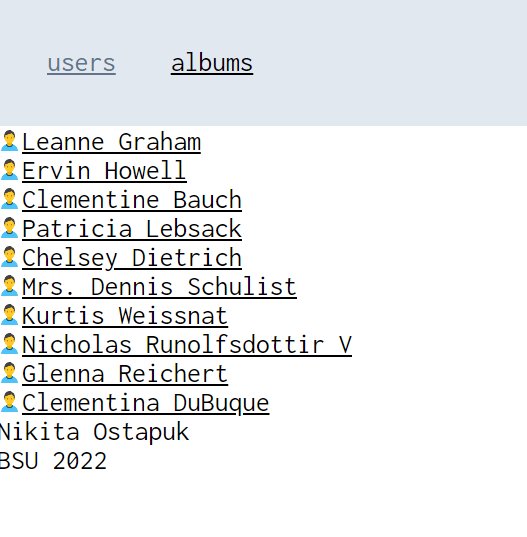 users albums
Leanne Graham
Ervin Howell
Clementine Bauch
Patricia Lebsack
Chelsey Dietrich
Mrs. Dennis Schulist
Kurtis Weissnat
Nicholas Runolfsdottir V
Glenna Reichert
Clementina DuBuque
Nikita Ostapuk
BSU 2022